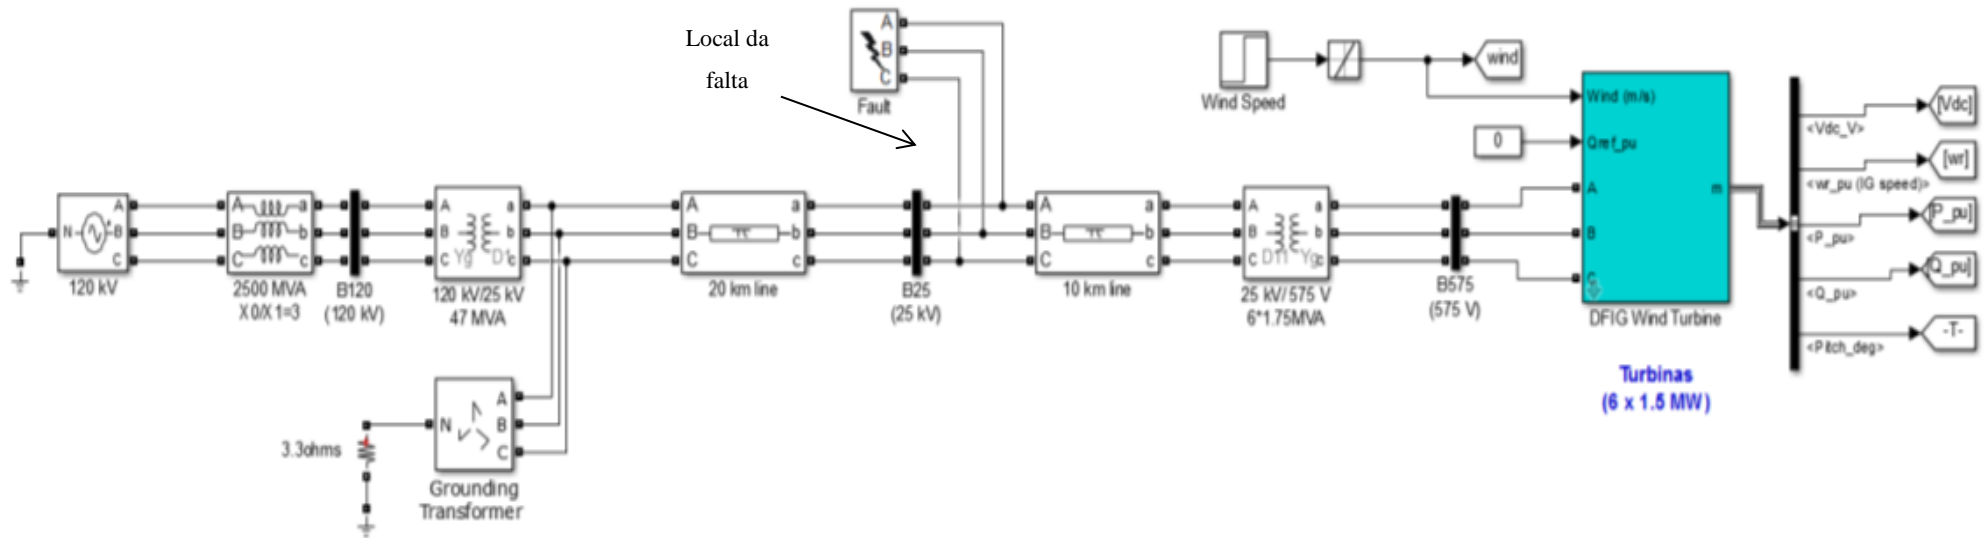 Local da
falta
A
B
C
Fault
Wind Speed
wind
0
Wind (m/s)
Qref_pu
A
B
C
m
DFIG Wind Turbine
Turbinas
(6 x 1.5 MW)
<Vdc_V>
[Vdc]
<wr_pu (IG speed)>
[wr]
<P_pu>
[P_pu]
<Q_pu>
[Q_pu]
<Pitch_deg>
-T-
N
A
B
C
120 kV
A a
B b
C c
2500 MVA
X0/X1=3
B120
(120 kV)
A a
B b
C c
Yg D1
120 kV/25 kV
47 MVA
A a
B b
C c
20 km line
B25
(25 kV)
A a
B b
C c
10 km line
A a
B b
C c
D11 Yg
25 kV/ 575 V
6*1.75MVA
B575
(575 V)
3.3ohms
N
A
B
C
Grounding
Transformer